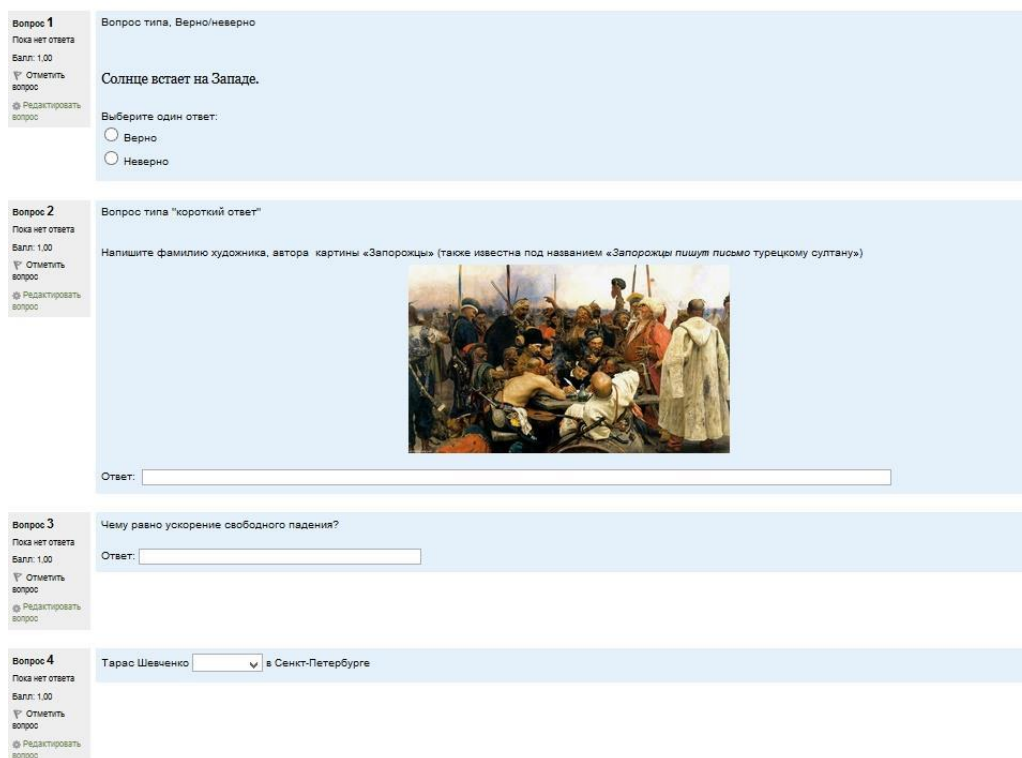 Вопрос 1
Пока нет ответа
Балл: 1,00
Отметить
вопрос
Редактировать
вопрос
Вопрос типа, Верно/неверно
Солнце встает на Западе.
Выберите один ответ:
Верно
Неверно
Вопрос 2
Пока нет ответа
Балл: 1,00
Отметить
вопрос
Редактировать
вопрос
Вопрос типа "короткий ответ"
Напишите фамилию художника, автора картины «Запорожцы» (также известна под названием «Запорожцы пишут письмо турецкому султану»)
Ответ:
Вопрос 3
Пока нет ответа
Балл: 1,00
Отметить
вопрос
Редактировать
вопрос
Чему равно ускорение свободного падения?
Ответ:
Вопрос 4
Пока нет ответа
Балл: 1,00
Отметить
вопрос
Редактировать
вопрос
Тарас Шевченко в Сенкт-Петербурге